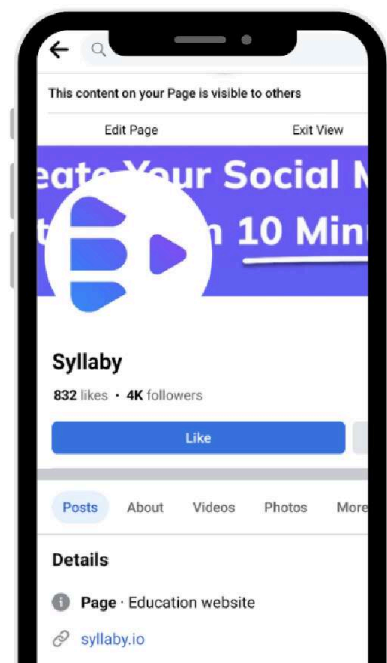 This content on your Page is visible to others
Edit Page Exit View
Your Social
10
Syllaby
832 likes • 4K followers
Like
Posts About Videos Photos More
Details
Page · Education website
syllaby.io